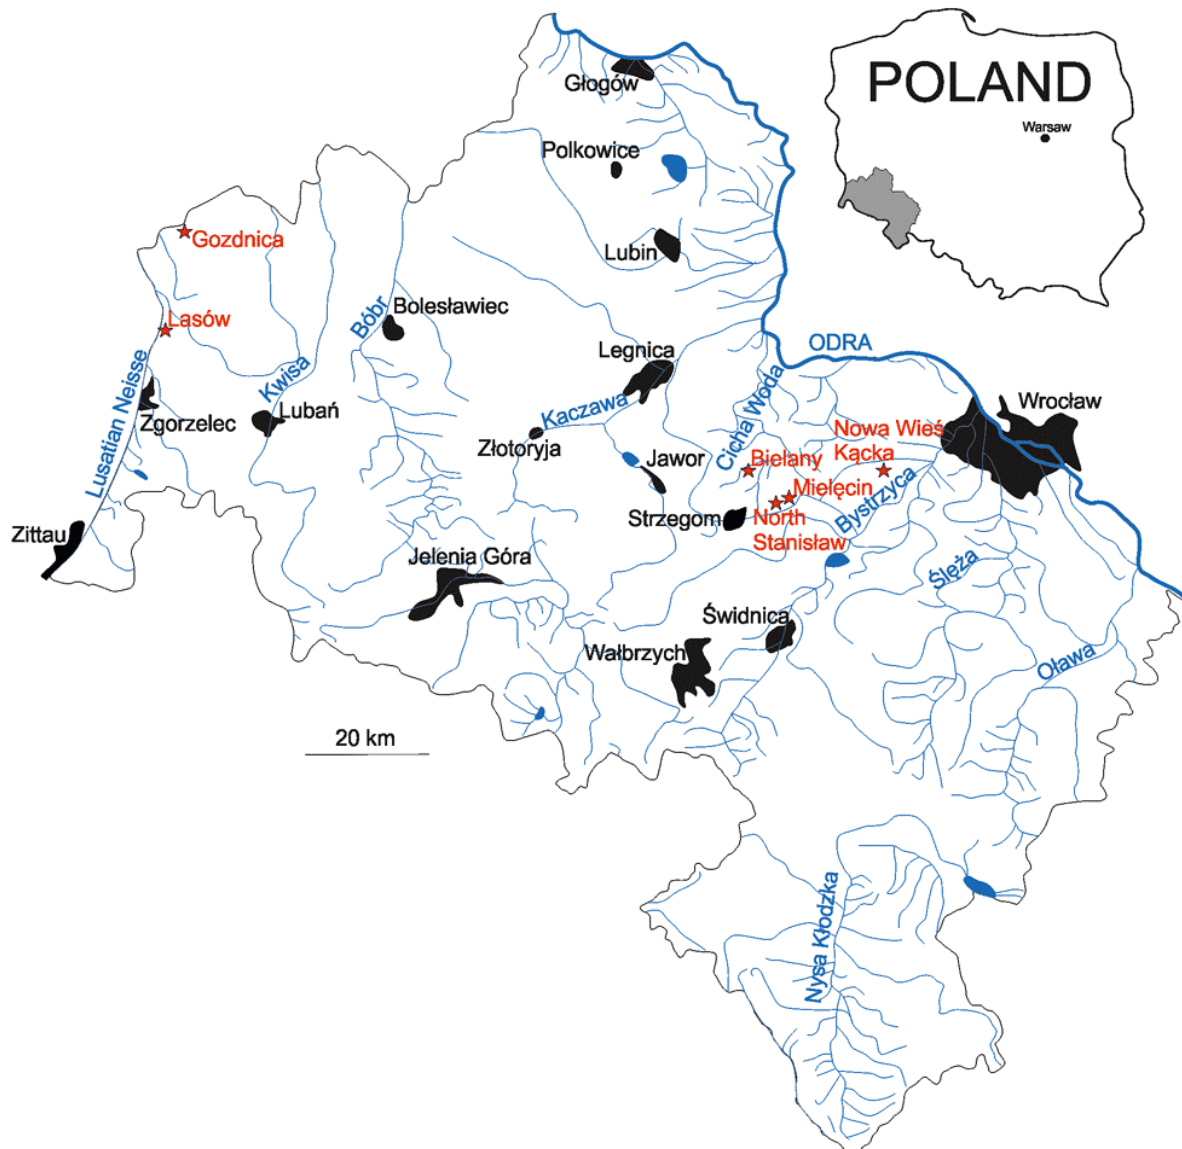 POLAND
Warsaw
Głogów
Polkowice
Lubin
Gozdnica
Lasów
Bolesławiec
Bóbr
Kwisa
Lusatian Neisse
Zgorzelec
Lubań
Zittau
Legnica
Kaczawa
Złotoryja
Jawor
ODRA
Cicha Woda
Wrocław
Nowa Wieś
Kącka
Bielany
Mielęcin
Bystrzyca
Strzegom
North
Stanisław
Jelenia Góra
Ślęża
Świdnica
Wałbrzych
Oława
20 km
Nysa Kłodzka